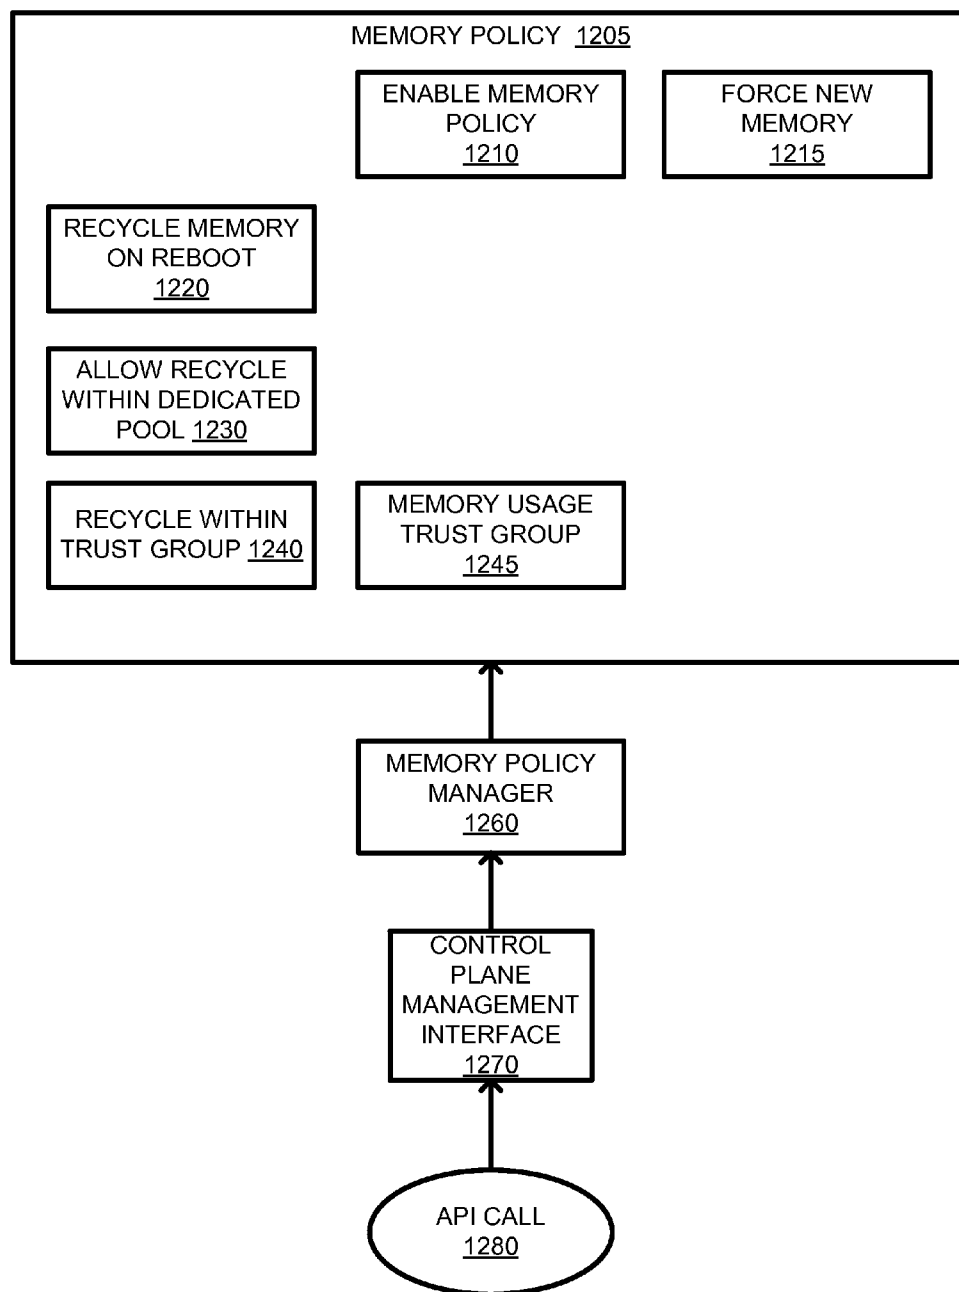 MEMORY POLICY 1205
ENABLE MEMORY
POLICY
1210
FORCE NEW
MEMORY
1215
RECYCLE MEMORY
ON REBOOT
1220
ALLOW RECYCLE
WITHIN DEDICATED
POOL 1230
RECYCLE WITHIN
TRUST GROUP 1240
MEMORY USAGE
TRUST GROUP
1245
MEMORY POLICY
MANAGER
1260
CONTROL
PLANE
MANAGEMENT
INTERFACE
1270
API CALL
1280